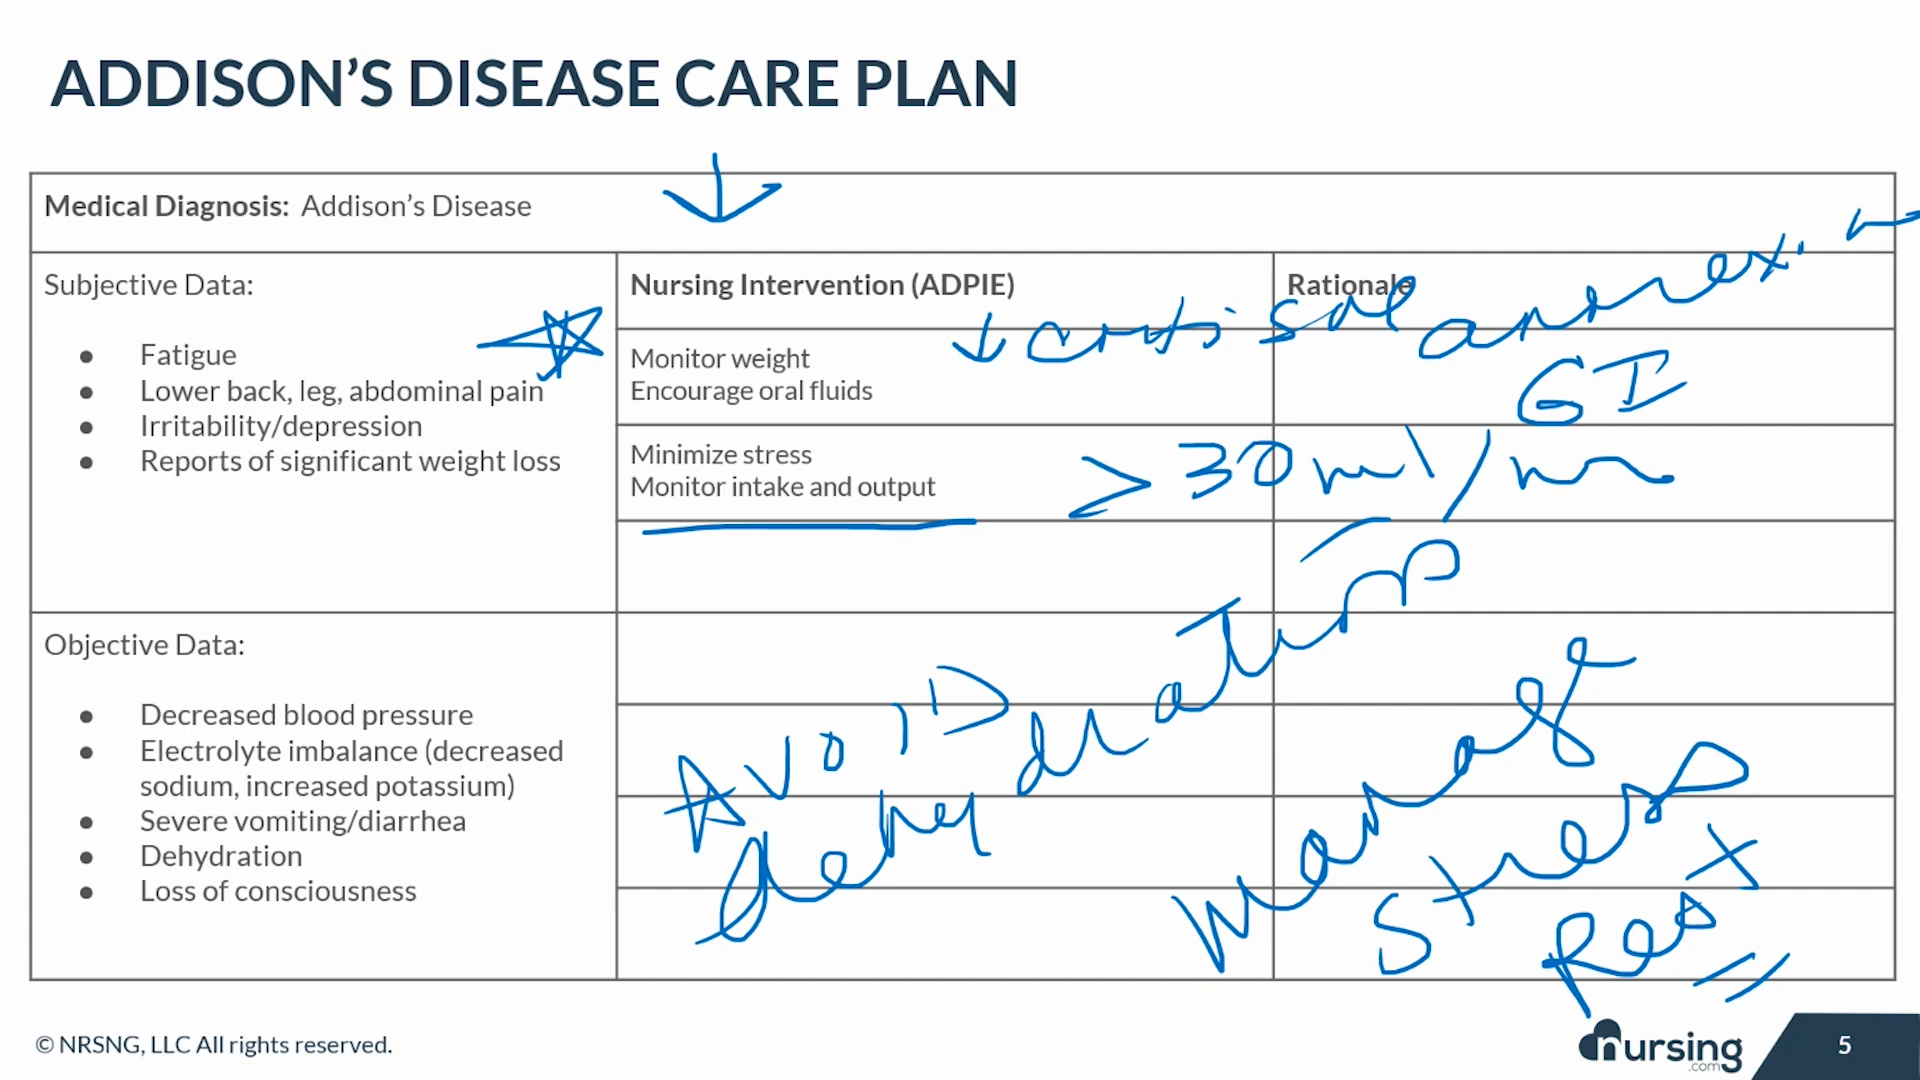 ADDISON’S DISEASE CARE PLAN
Medical Diagnosis: Addison’s Disease
Subjective Data:
● Fatigue
● Lower back, leg, abdominal pain
● Irritability/depression
● Reports of significant weight loss
Objective Data:
● Decreased blood pressure
● Electrolyte imbalance (decreased
sodium, increased potassium)
● Severe vomiting/diarrhea
● Dehydration
● Loss of consciousness
Nursing Intervention (ADPIE)
Monitor weight
Encourage oral fluids
Minimize stress
Monitor intake and output
Rationale
↓ cortisol
GI
> 30 ml/hr
AVOID
dehydration
Manage
stress
Rest
© NRSNG, LLC All rights reserved.
nursing
.com
5